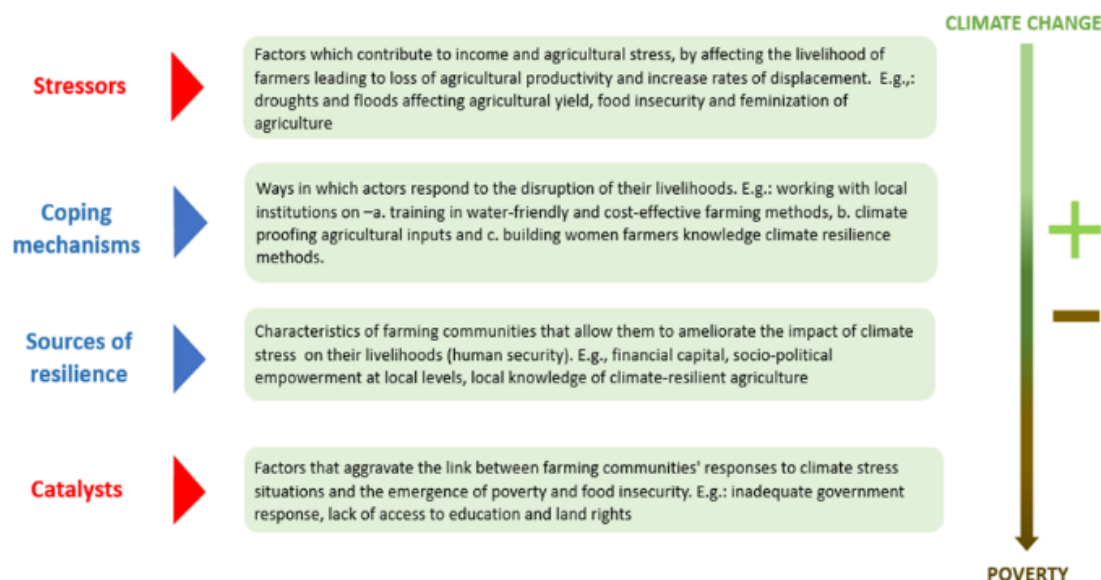 CLIMATE CHANGE
Stressors
Factors which contribute to income and agricultural stress, by affecting the livelihood of
farmers leading to loss of agricultural productivity and increase rates of displacement. E.g.,:
droughts and floods affecting agricultural yield, food insecurity and feminization of
agriculture
Coping
mechanisms
Ways in which actors respond to the disruption of their livelihoods. E.g.: working with local
institutions on –a. training in water-friendly and cost-effective farming methods, b. climate
proofing agricultural inputs and c. building women farmers knowledge climate resilience
methods.
+
−
Sources of
resilience
Characteristics of farming communities that allow them to ameliorate the impact of climate
stress on their livelihoods (human security). E.g., financial capital, socio-political
empowerment at local levels, local knowledge of climate-resilient agriculture
Catalysts
Factors that aggravate the link between farming communities' responses to climate stress
situations and the emergence of poverty and food insecurity. E.g.: inadequate government
response, lack of access to education and land rights
POVERTY